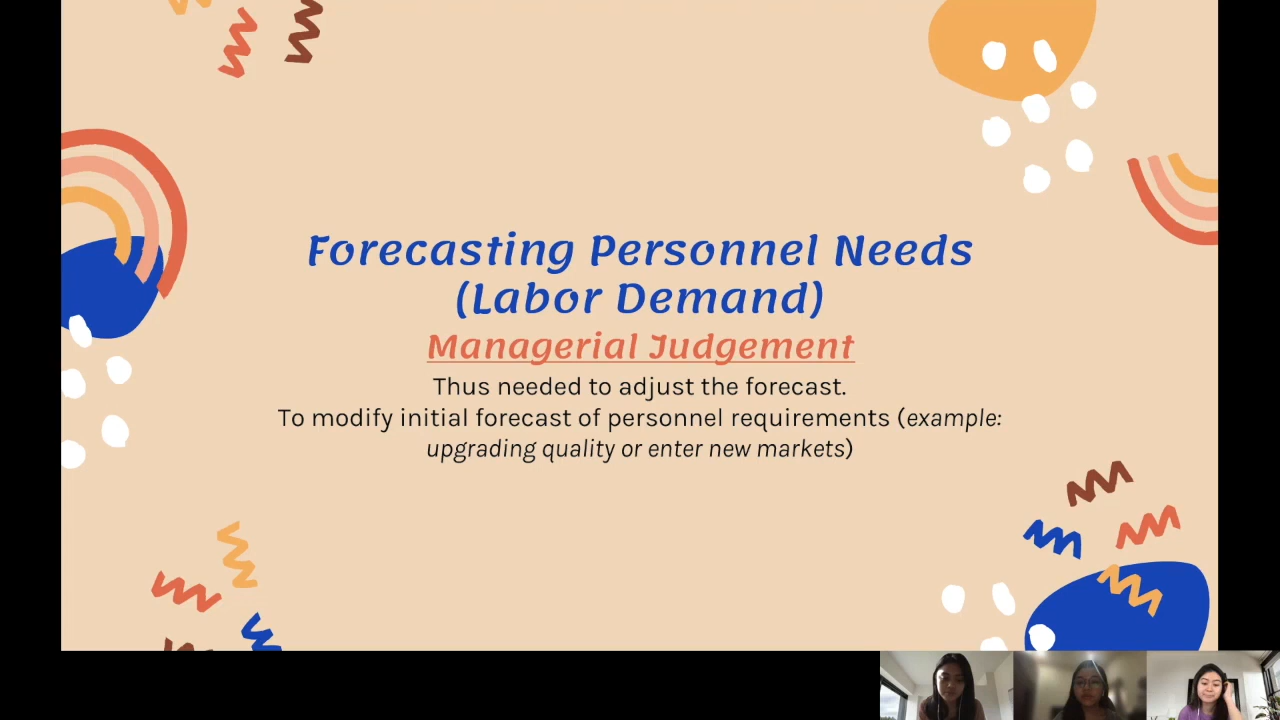 Forecasting Personnel Needs
(Labor Demand)
Managerial Judgement
Thus needed to adjust the forecast.
To modify initial forecast of personnel requirements (example:
upgrading quality or enter new markets)